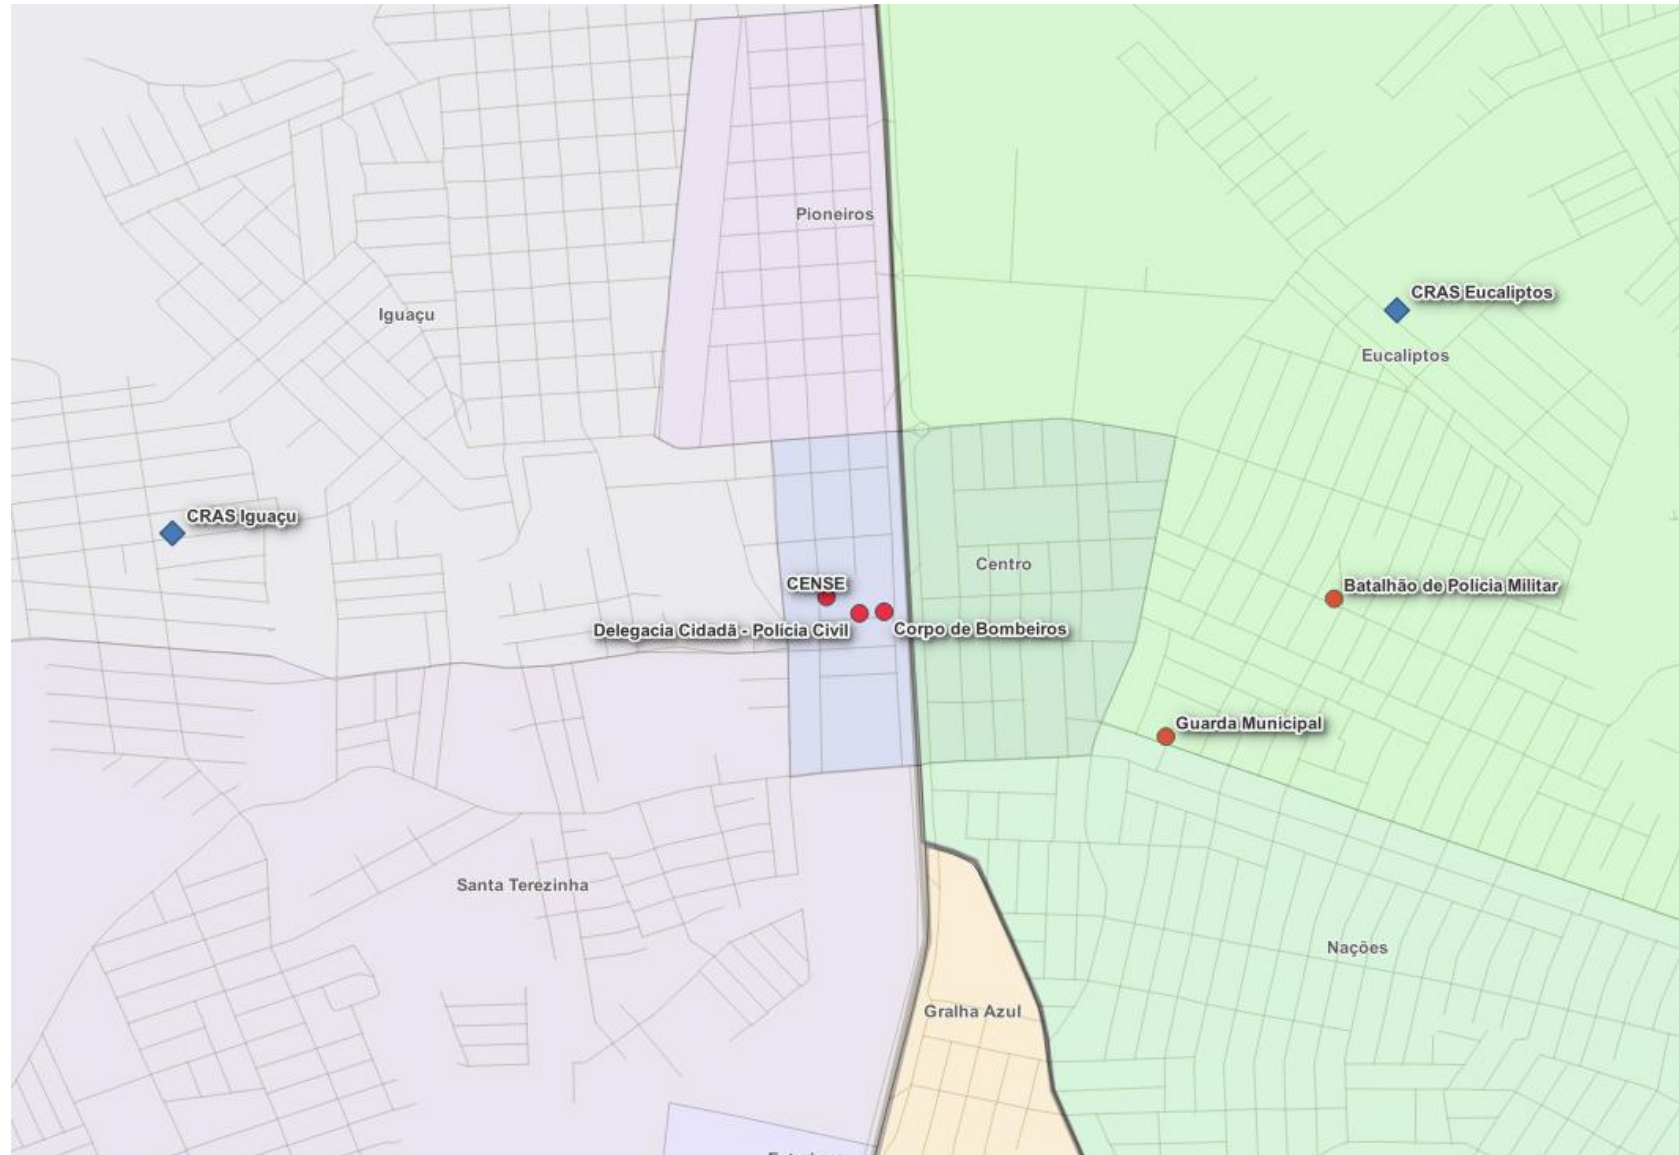 Pioneiros
CRAS Eucaliptos
Iguaçu
Eucaliptos
CRAS Iguaçu
Centro
CENSE
Batalhão de Polícia Militar
Delegacia Cidadã - Polícia Civil
Corpo de Bombeiros
Guarda Municipal
Santa Terezinha
Nações
Gralha Azul